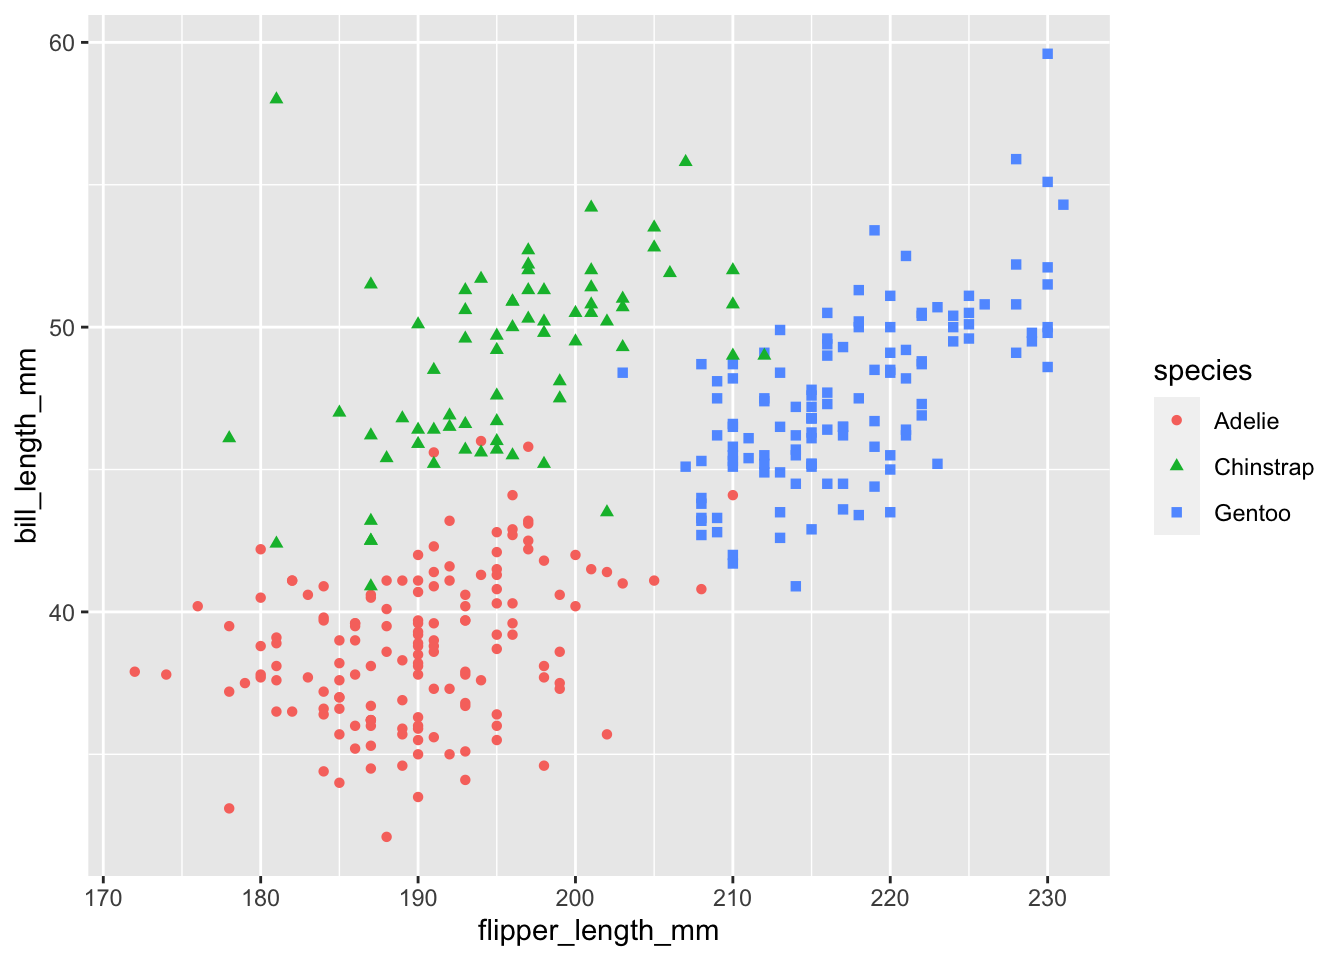 60
50
40
bill_length_mm
170 180 190 200 210 220 230
flipper_length_mm
species
Adelie
Chinstrap
Gentoo